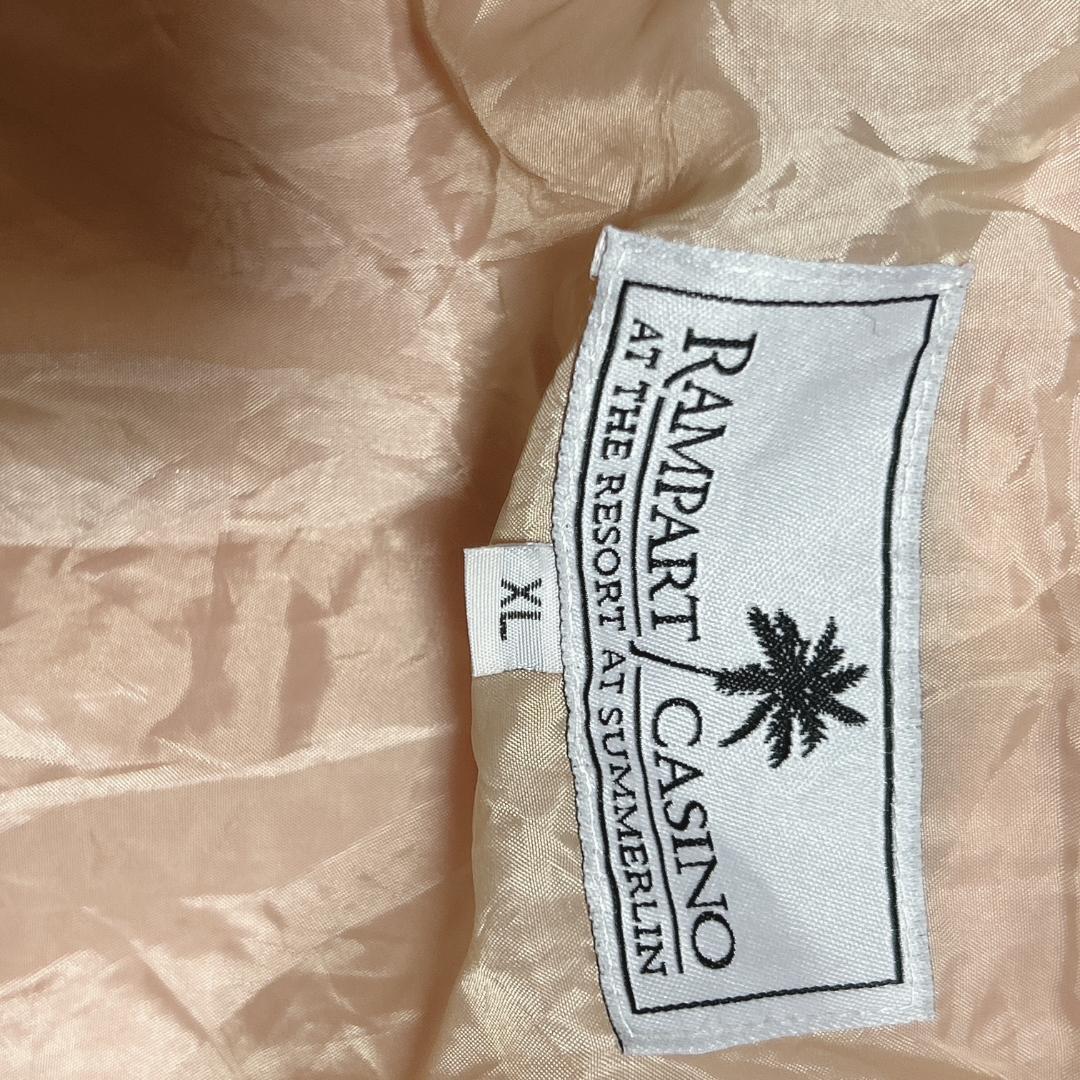 RAMPART CASINO
AT THE RESORT AT SUMMERLIN
XL